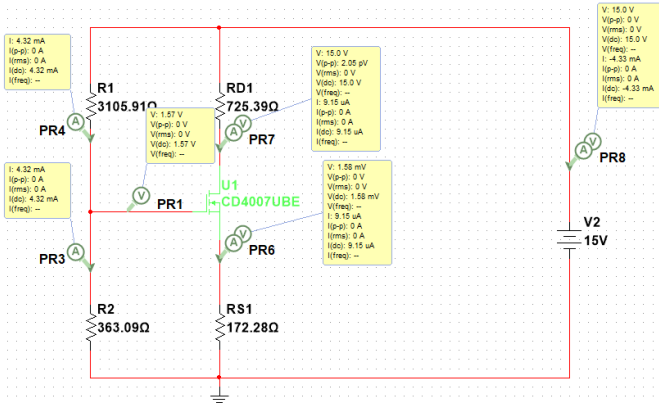 I: 4.32 mA
I(p-p): 0 A
I(rms): 0 A
I(dc): 4.32 mA
I(freq): --
R1
3105.91Ω
PR4
V: 1.57 V
V(p-p): 0 V
V(rms): 0 V
V(dc): 1.57 V
V(freq): --
PR1
RD1
725.39Ω
PR7
V: 15.0 V
V(p-p): 2.05 pV
V(rms): 0 V
V(dc): 15.0 V
V(freq): --
I: 9.15 uA
I(p-p): 0 A
I(rms): 0 A
I(dc): 9.15 uA
I(freq): --
V: 15.0 V
V(p-p): 0 V
V(rms): 0 V
V(dc): 15.0 V
V(freq): --
I: -4.33 mA
I(p-p): 0 A
I(rms): 0 A
I(dc): -4.33 mA
I(freq): --
PR8
I: 4.32 mA
I(p-p): 0 A
I(rms): 0 A
I(dc): 4.32 mA
I(freq): --
PR3
U1
CD4007UBE
V: 1.58 mV
V(p-p): 0 V
V(rms): 0 V
V(dc): 1.58 mV
V(freq): --
I: 9.15 uA
I(p-p): 0 A
I(rms): 0 A
I(dc): 9.15 uA
I(freq): --
PR6
V2
15V
R2
363.09Ω
RS1
172.28Ω
A
V
A
V
A
V
A
A
V